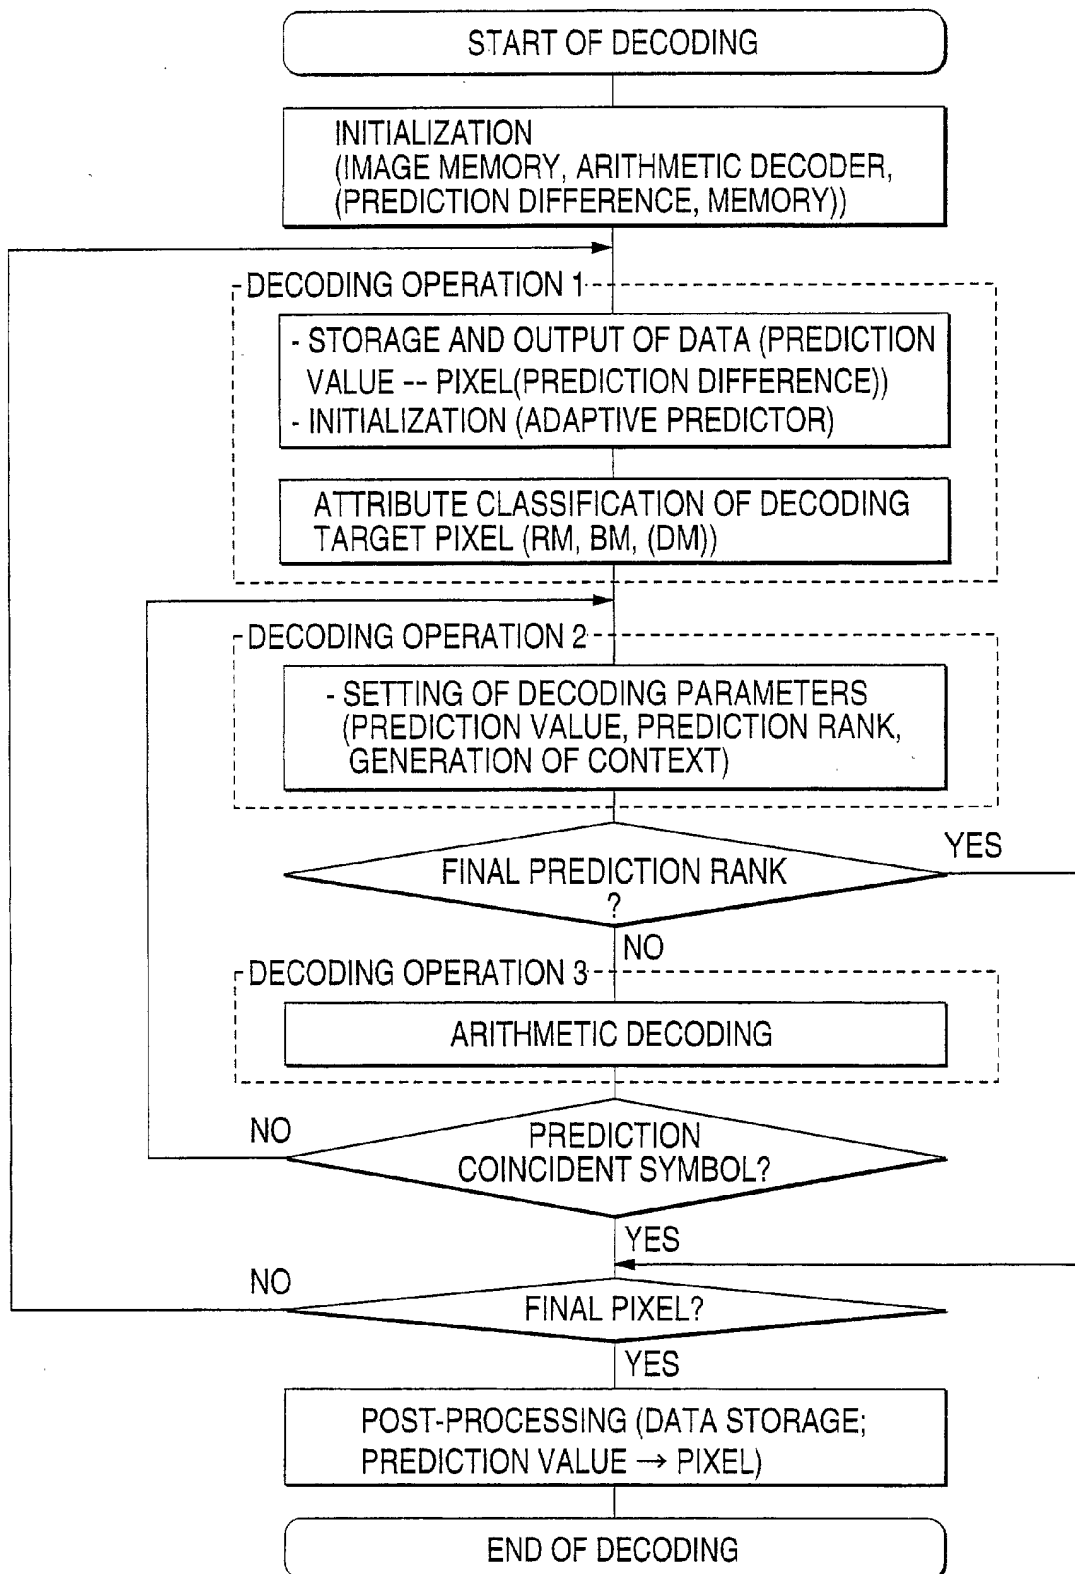 START OF DECODING
INITIALIZATION
(IMAGE MEMORY, ARITHMETIC DECODER,
(PREDICTION DIFFERENCE, MEMORY))
DECODING OPERATION 1
- STORAGE AND OUTPUT OF DATA (PREDICTION
VALUE -- PIXEL(PREDICTION DIFFERENCE))
- INITIALIZATION (ADAPTIVE PREDICTOR)
ATTRIBUTE CLASSIFICATION OF DECODING
TARGET PIXEL (RM, BM, (DM))
DECODING OPERATION 2
- SETTING OF DECODING PARAMETERS
(PREDICTION VALUE, PREDICTION RANK,
GENERATION OF CONTEXT)
YES
FINAL PREDICTION RANK
?
NO
DECODING OPERATION 3
ARITHMETIC DECODING
NO
PREDICTION
COINCIDENT SYMBOL?
YES
NO
FINAL PIXEL?
YES
POST-PROCESSING (DATA STORAGE;
PREDICTION VALUE → PIXEL)
END OF DECODING